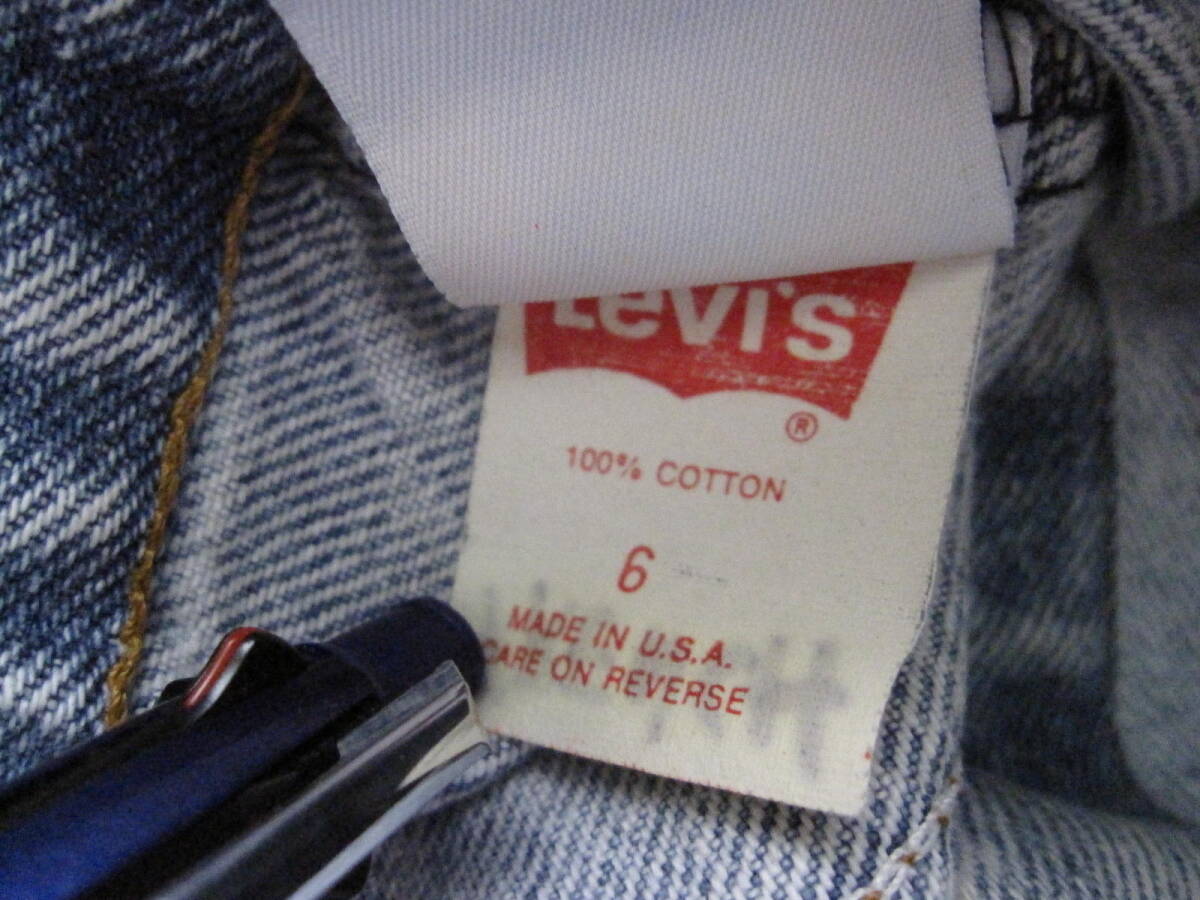 Levi's
®
100% COTTON
6
MADE IN U.S.A.
CARE ON REVERSE